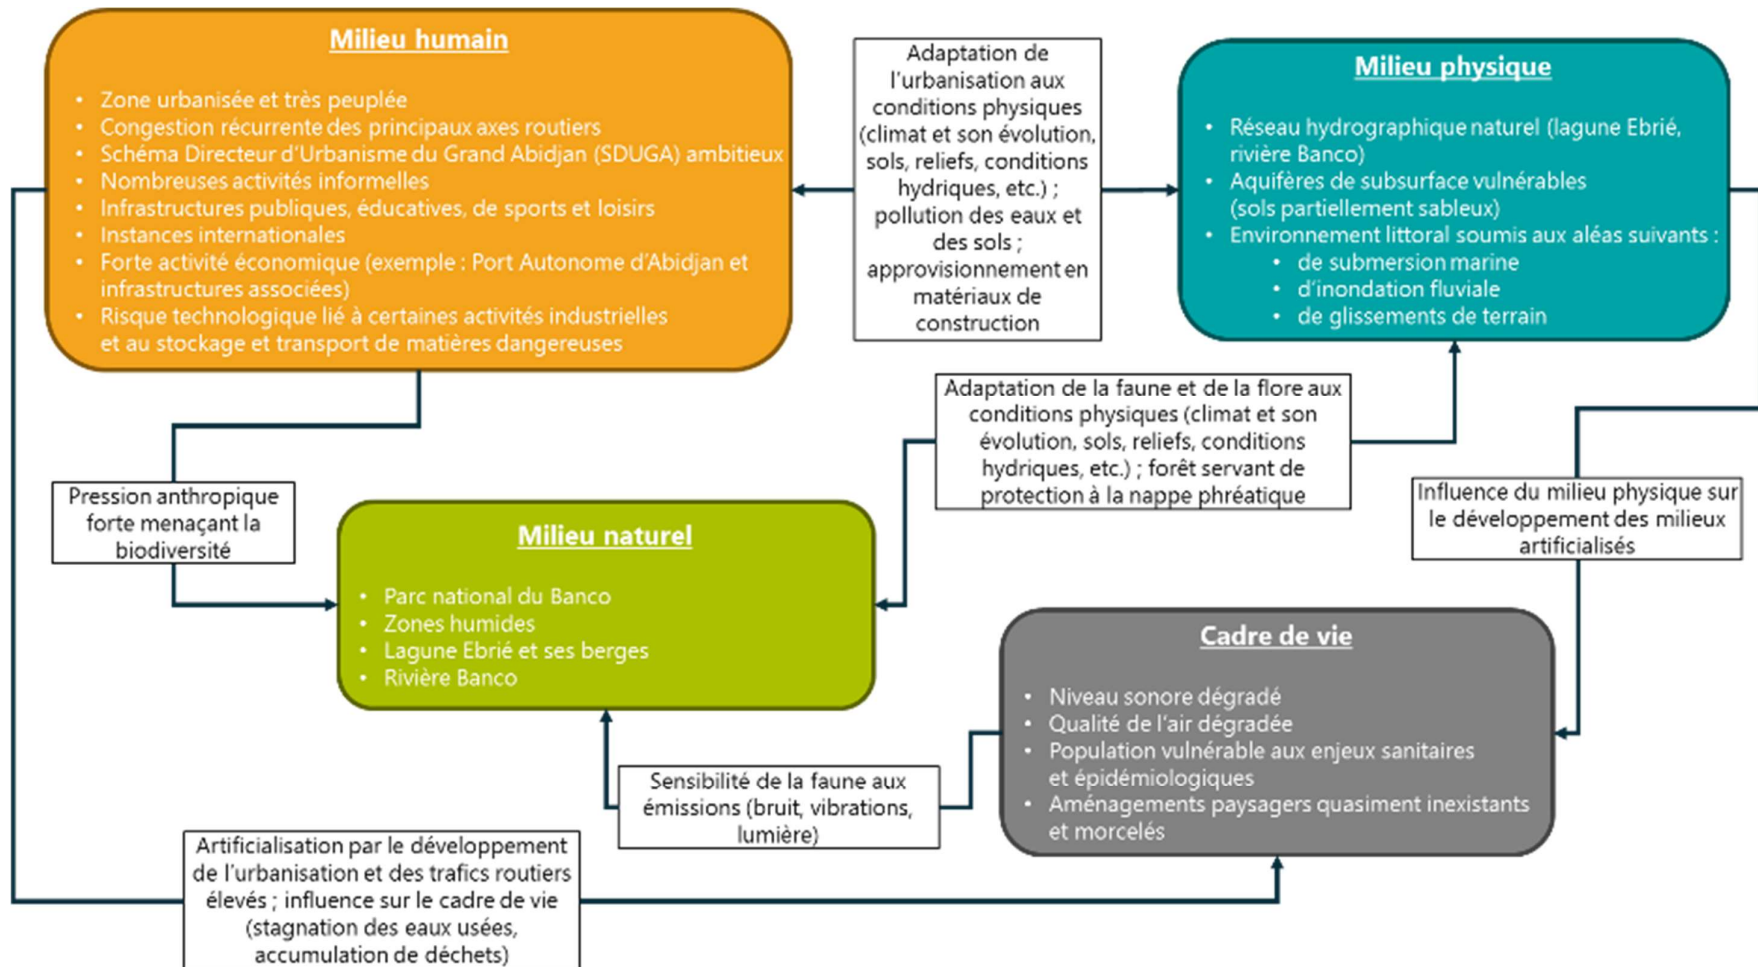 Milieu humain
• Zone urbanisée et très peuplée
• Congestion récurrente des principaux axes routiers
• Schéma Directeur d'Urbanisme du Grand Abidjan (SDUGA) ambitieux
• Nombreuses activités informelles
• Infrastructures publiques, éducatives, de sports et loisirs
• Instances internationales
• Forte activité économique (exemple : Port Autonome d'Abidjan et
infrastructures associées)
• Risque technologique lié à certaines activités industrielles
et au stockage et transport de matières dangereuses
Adaptation de
l'urbanisation aux
conditions physiques
(climat et son évolution,
sols, reliefs, conditions
hydriques, etc.) ;
pollution des eaux et
des sols ;
approvisionnement en
matériaux de
construction
Milieu physique
• Réseau hydrographique naturel (lagune Ebrié,
rivière Banco)
• Aquifères de subsurface vulnérables
(sols partiellement sableux)
• Environnement littoral soumis aux aléas suivants :
• de submersion marine
• d'inondation fluviale
• de glissements de terrain
Adaptation de la faune et de la flore aux
conditions physiques (climat et son
évolution, sols, reliefs, conditions
hydriques, etc.) ; forêt servant de
protection à la nappe phréatique
Pression anthropique
forte menaçant la
biodiversité
Influence du milieu physique sur
le développement des milieux
artificialisés
Milieu naturel
• Parc national du Banco
• Zones humides
• Lagune Ebrié et ses berges
• Rivière Banco
Cadre de vie
• Niveau sonore dégradé
• Qualité de l'air dégradée
• Population vulnérable aux enjeux sanitaires
et épidémiologiques
• Aménagements paysagers quasiment inexistants
et morcelés
Sensibilité de la faune aux
émissions (bruit, vibrations,
lumière)
Artificialisation par le développement
de l'urbanisation et des trafics routiers
élevés ; influence sur le cadre de vie
(stagnation des eaux usées,
accumulation de déchets)